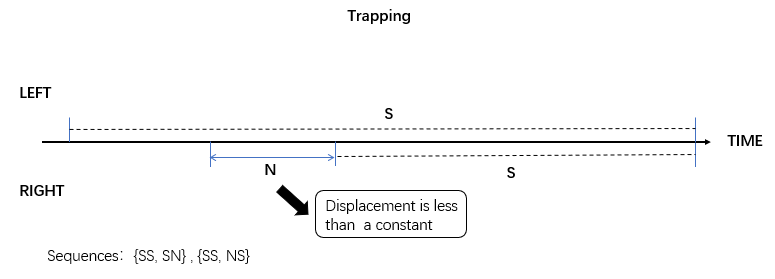 Trapping
LEFT
S
TIME
N
S
RIGHT
Displacement is less
than a constant
Sequences: {SS, SN} , {SS, NS}